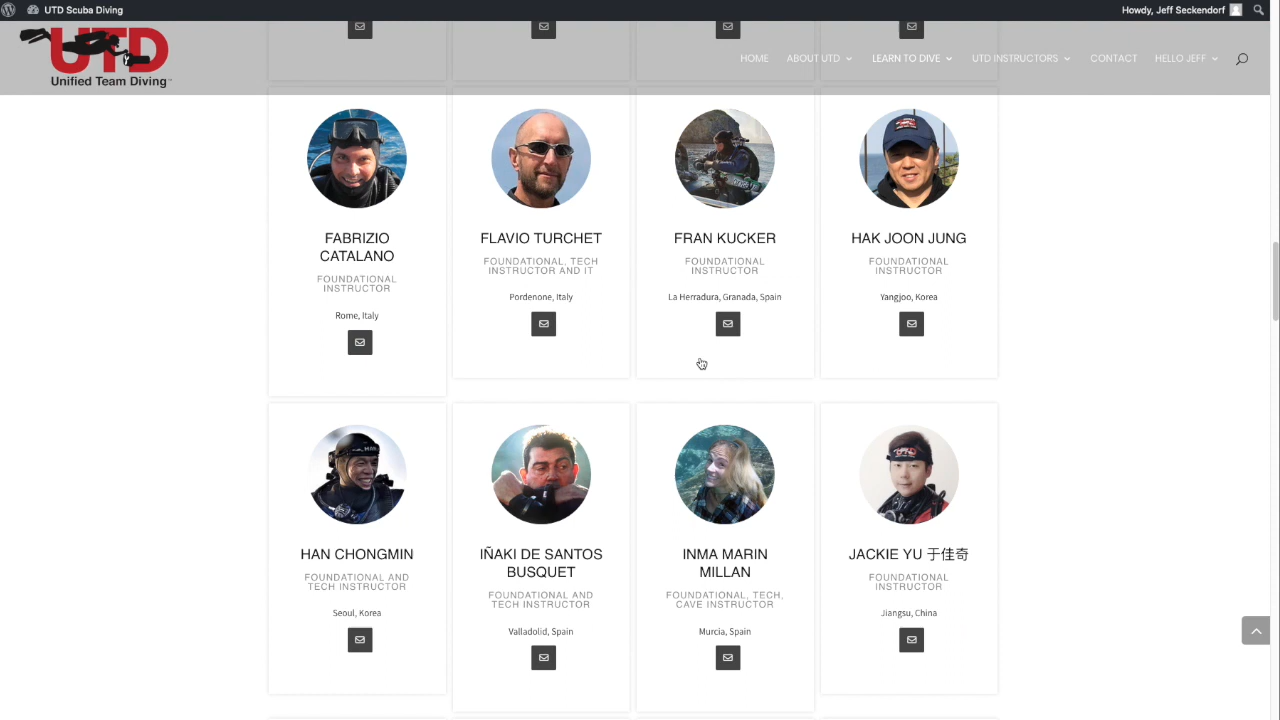 UTD Scuba Diving
Howdy, Jeff Seckendorf
UTD
Unified Team Diving™
HOME
ABOUT UTD
LEARN TO DIVE
UTD INSTRUCTORS
CONTACT
HELLO JEFF
FABRIZIO
CATALANO
FOUNDATIONAL
INSTRUCTOR
Rome, Italy
FLAVIO TURCHET
FOUNDATIONAL, TECH
INSTRUCTOR AND IT
Pordenone, Italy
FRAN KUCKER
FOUNDATIONAL
INSTRUCTOR
La Herradura, Granada, Spain
HAK JOON JUNG
FOUNDATIONAL
INSTRUCTOR
Yangjoo, Korea
HAN CHONGMIN
FOUNDATIONAL AND
TECH INSTRUCTOR
Seoul, Korea
IÑAKI DE SANTOS
BUSQUET
FOUNDATIONAL AND
TECH INSTRUCTOR
Valladolid, Spain
INMA MARIN
MILLAN
FOUNDATIONAL, TECH,
CAVE INSTRUCTOR
Murcia, Spain
JACKIE YU 于佳奇
FOUNDATIONAL
INSTRUCTOR
Jiangsu, China